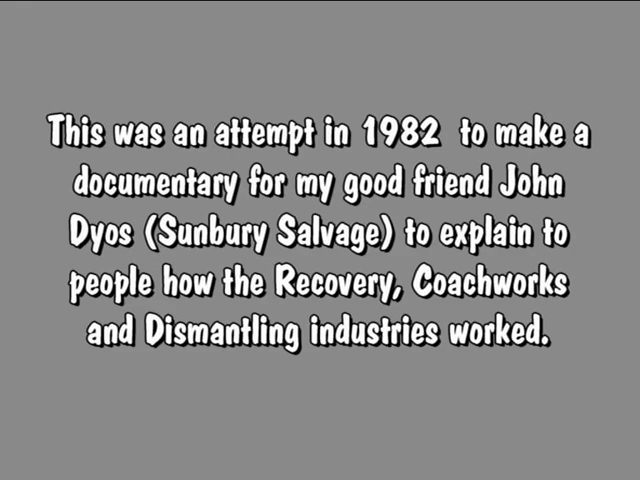 This was an attempt in 1982 to make a
documentary for my good friend John
Dyos (Sunbury Salvage) to explain to
people how the Recovery, Coachworks
and Dismantling industries worked.